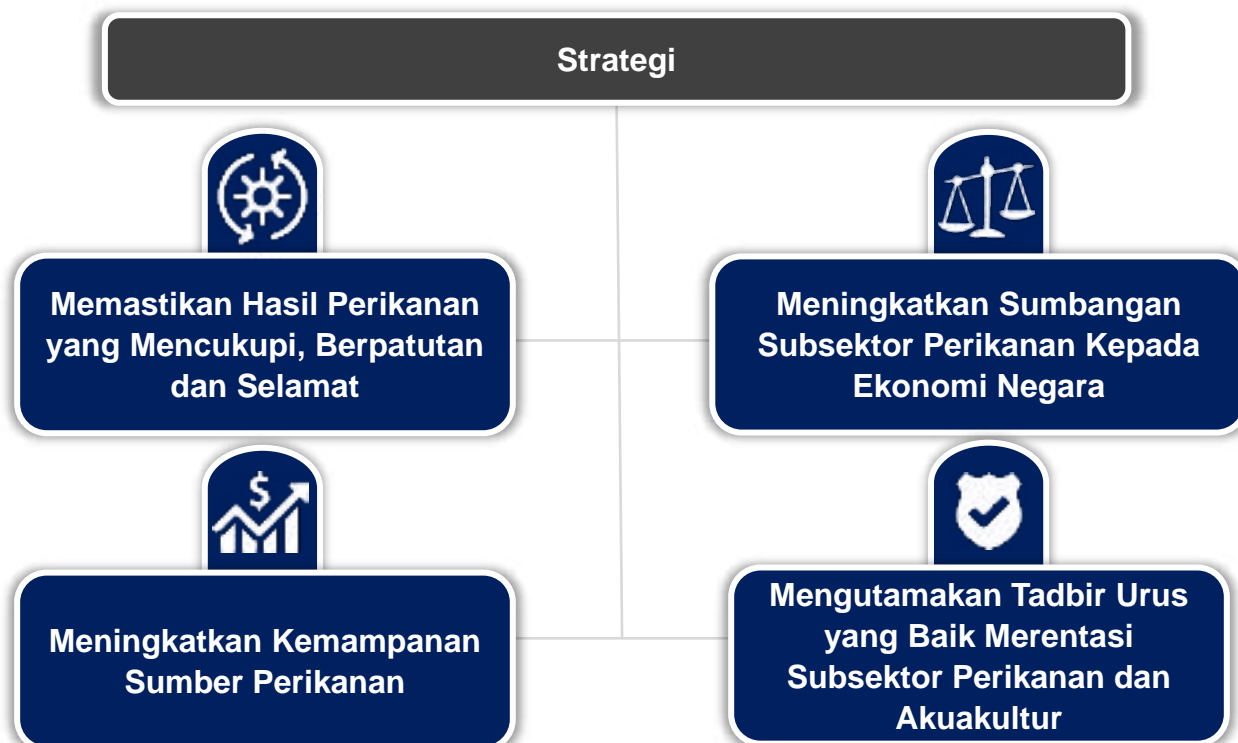 Strategi
Memastikan Hasil Perikanan
yang Mencukupi, Berpatutan
dan Selamat
Meningkatkan Sumbangan
Subsektor Perikanan Kepada
Ekonomi Negara
$
Meningkatkan Kemampanan
Sumber Perikanan
Mengutamakan Tadbir Urus
yang Baik Merentasi
Subsektor Perikanan dan
Akuakultur